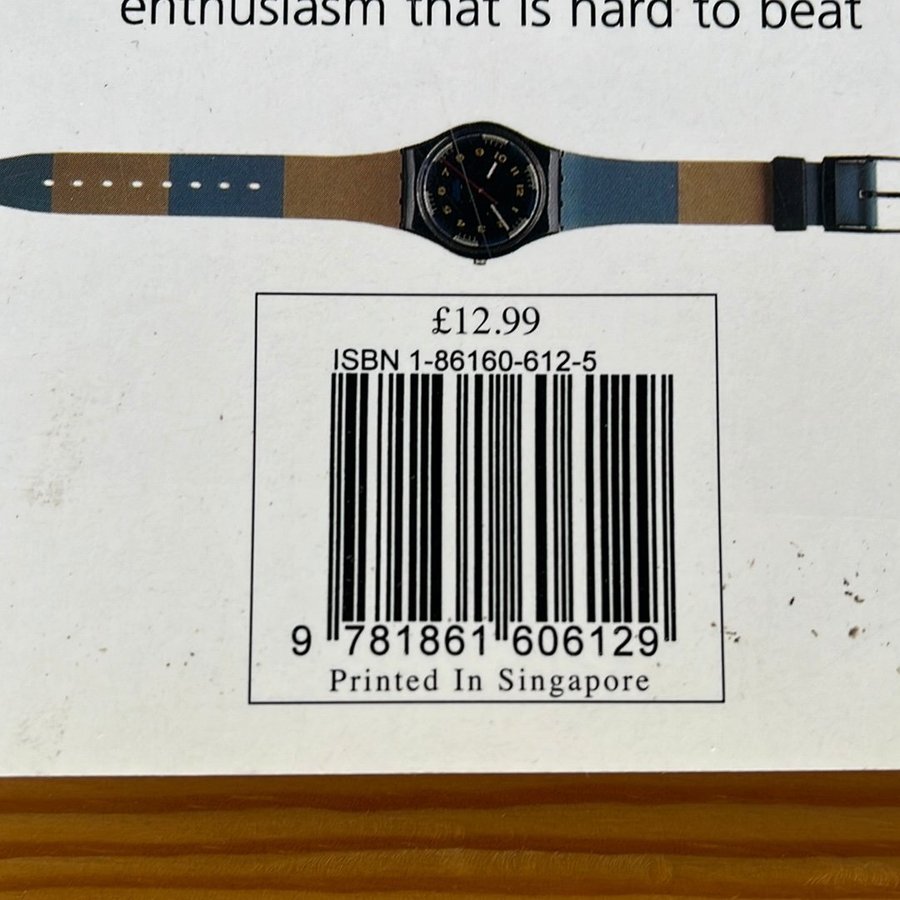 enthusiasm that is hard to beat
£12.99
ISBN 1-86160-612-5
9 781861 606129
Printed In Singapore